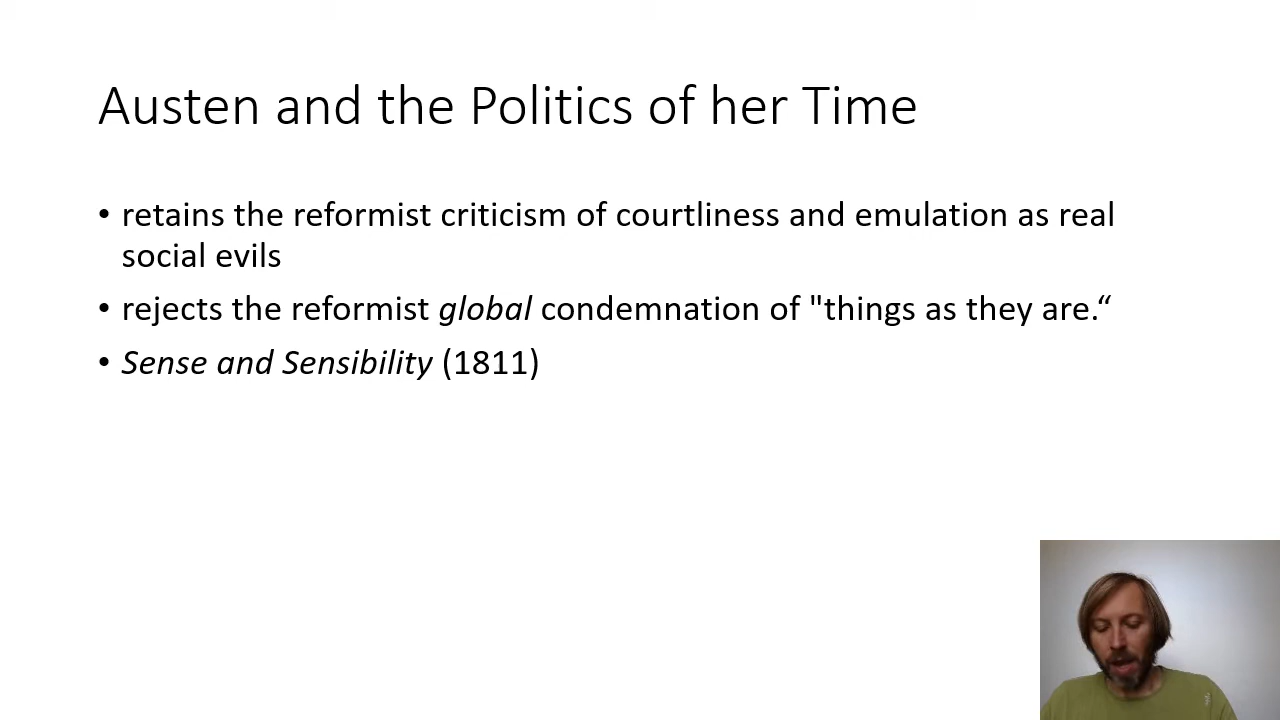 Austen and the Politics of her Time
• retains the reformist criticism of courtliness and emulation as real
social evils
• rejects the reformist global condemnation of "things as they are.“
• Sense and Sensibility (1811)